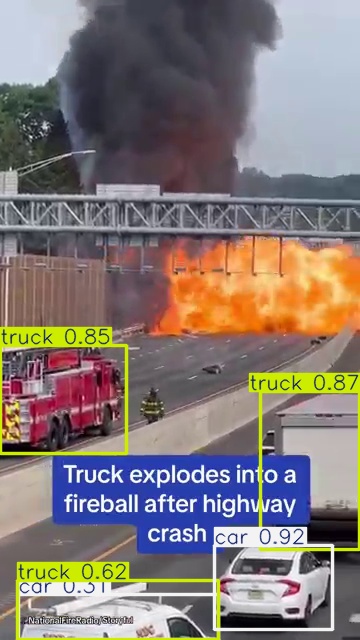 truck 0.85
truck 0.87
Truck explodes into a
fireball after highway
crash
car 0.92
truck 0.62
car 0.51
NationalFireRadio/Storyful